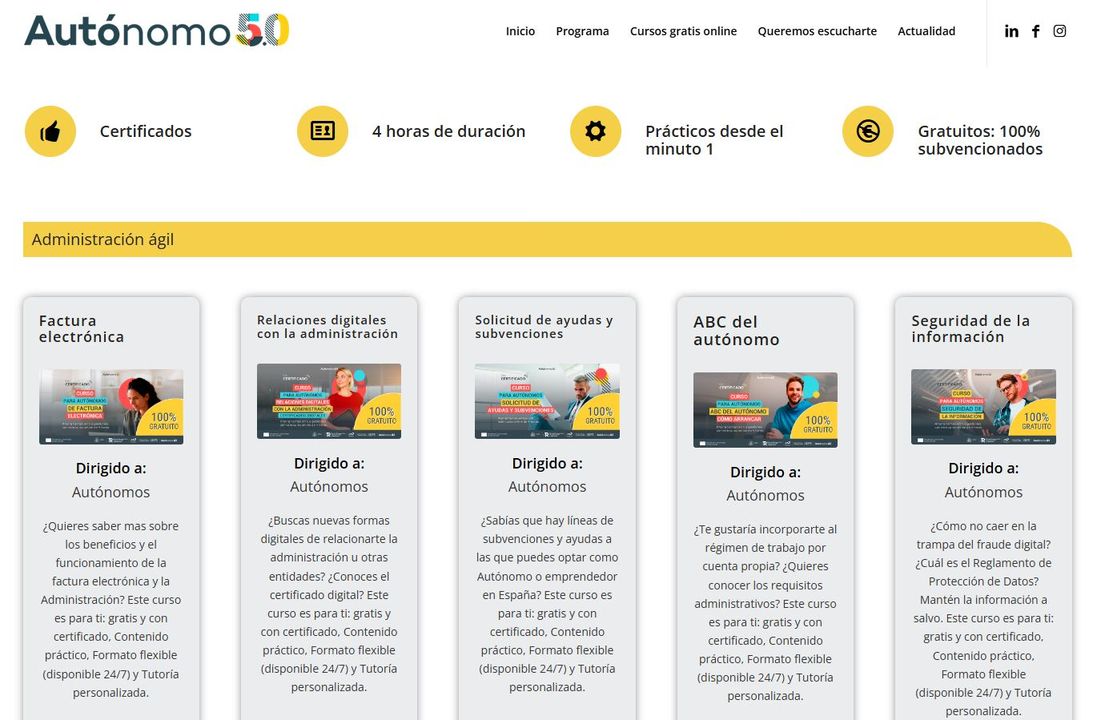 Autónomo 5.0
Inicio Programa Cursos gratis online Queremos escucharte Actualidad
Certificados
4 horas de duración
Prácticos desde el
minuto 1
Gratuitos: 100%
subvencionados
Administración ágil
Factura
electrónica
CERTIFICADO
CURSO
PARA AUTÓNOMOS
DE FACTURA
ELECTRÓNICA
100%
GRATUITO
Dirigido a:
Autónomos
¿Quieres saber mas sobre
los beneficios y el
funcionamiento de la
factura electrónica y la
Administración? Este curso
es para ti: gratis y con
certificado, Contenido
práctico, Formato flexible
(disponible 24/7) y Tutoría
personalizada.
Relaciones digitales
con la administración
CERTIFICADO
CURSO
PARA AUTÓNOMOS
RELACIONES DIGITALES
CON LA ADMINISTRACIÓN
100%
GRATUITO
Dirigido a:
Autónomos
¿Buscas nuevas formas
digitales de relacionarte la
administración u otras
entidades? ¿Conoces el
certificado digital? Este
curso es para ti: gratis y
con certificado, Contenido
práctico, Formato flexible
(disponible 24/7) y Tutoría
personalizada.
Solicitud de ayudas y
subvenciones
CERTIFICADO
CURSO
PARA AUTÓNOMOS
SOLICITUD DE
AYUDAS Y SUBVENCIONES
100%
GRATUITO
Dirigido a:
Autónomos
¿Sabías que hay líneas de
subvenciones y ayudas a
las que puedes optar como
Autónomo o emprendedor
en España? Este curso es
para ti: gratis y con
certificado, Contenido
práctico, Formato flexible
(disponible 24/7) y Tutoría
personalizada.
ABC del
autónomo
CERTIFICADO
CURSO
PARA AUTÓNOMOS
ABC DEL AUTÓNOMO
CÓMO ARRANCAR
100%
GRATUITO
Dirigido a:
Autónomos
¿Te gustaría incorporarte al
régimen de trabajo por
cuenta propia? ¿Quieres
conocer los requisitos
administrativos? Este curso
es para ti: gratis y con
certificado, Contenido
práctico, Formato flexible
(disponible 24/7) y Tutoría
personalizada.
Seguridad de la
información
CERTIFICADO
CURSO
PARA AUTÓNOMOS
SEGURIDAD DE
LA INFORMACIÓN
100%
GRATUITO
Dirigido a:
Autónomos
¿Cómo no caer en la
trampa del fraude digital?
¿Cuál es el Reglamento de
Protección de Datos?
Mantén la información a
salvo. Este curso es para ti:
gratis y con certificado,
Contenido práctico,
Formato flexible
(disponible 24/7) y Tutoría
personalizada.